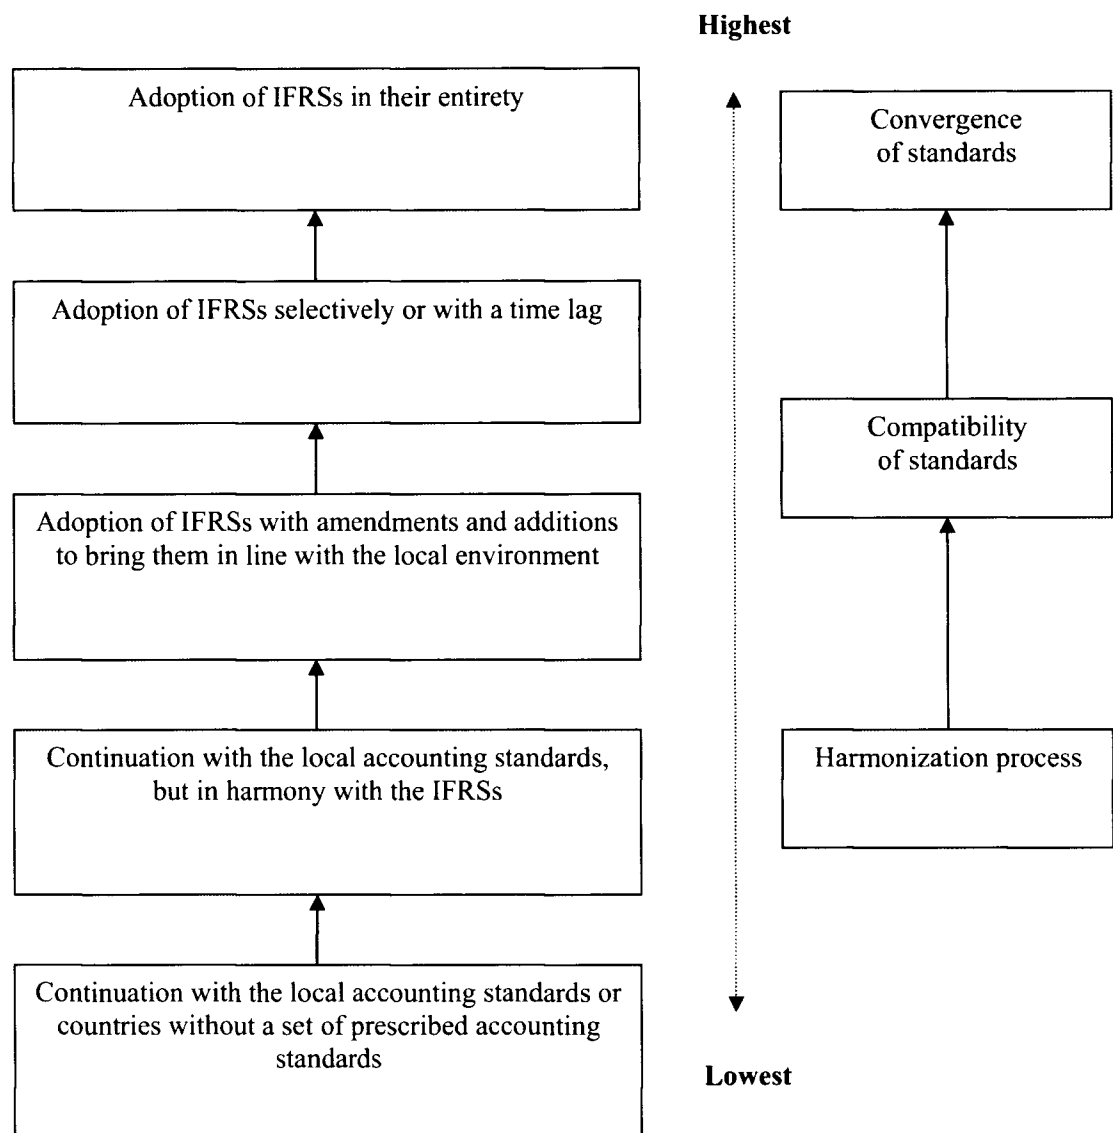 Highest
Adoption of IFRSs in their entirety
Convergence
of standards
Adoption of IFRSs selectively or with a time lag
Compatibility
of standards
Adoption of IFRSs with amendments and additions
to bring them in line with the local environment
Continuation with the local accounting standards,
but in harmony with the IFRSs
Harmonization process
Continuation with the local accounting standards or
countries without a set of prescribed accounting
standards
Lowest